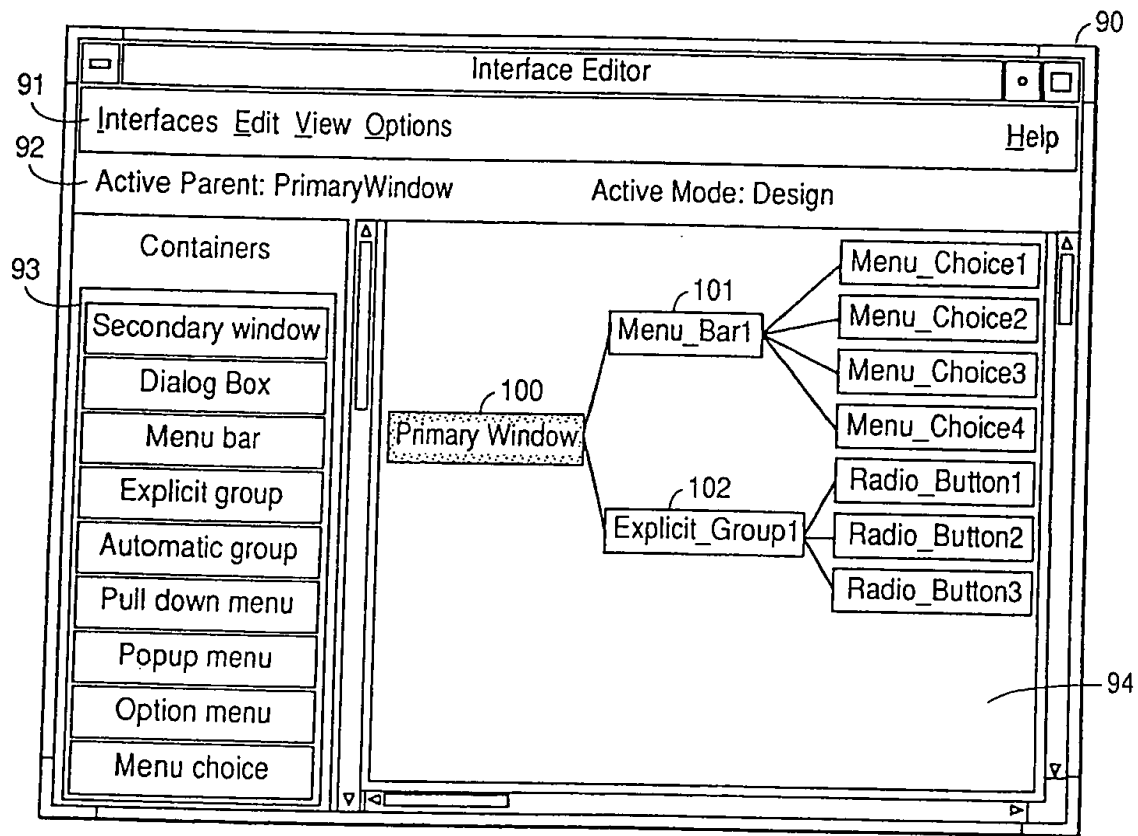 90
Interface Editor
91
Interfaces Edit View Options Help
92
Active Parent: PrimaryWindow Active Mode: Design
Containers
93
Secondary window
Dialog Box
Menu bar
Explicit group
Automatic group
Pull down menu
Popup menu
Option menu
Menu choice
100
Primary Window
101
Menu_Bar1
102
Explicit_Group1
Menu_Choice1
Menu_Choice2
Menu_Choice3
Menu_Choice4
Radio_Button1
Radio_Button2
Radio_Button3
94